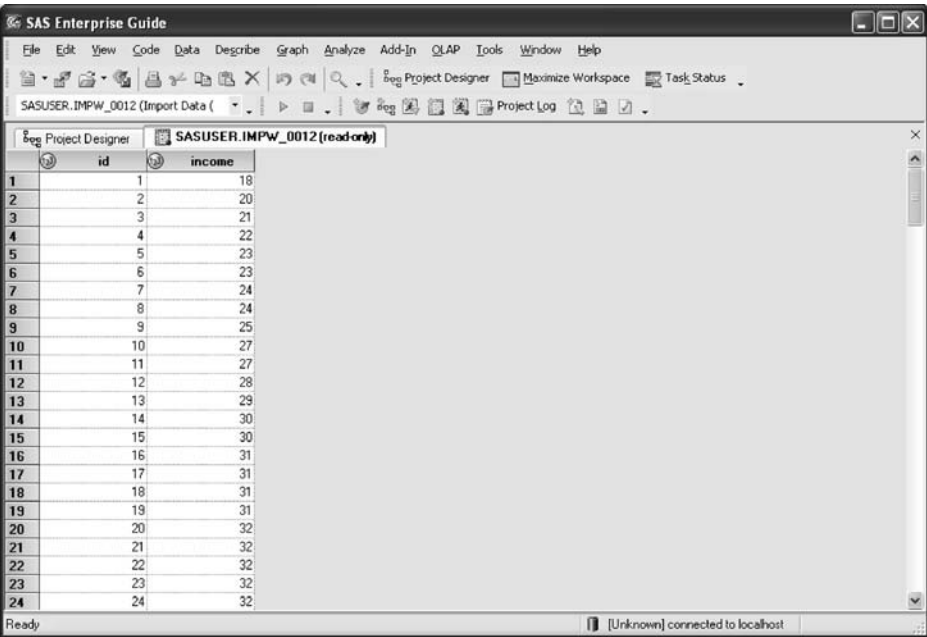 SAS Enterprise Guide
File Edit View Code Data Describe Graph Analyze Add-In OLAP Tools Window Help
Project Designer Maximize Workspace Task Status
SASUSER.IMPW_0012 (Import Data ( Project Log
Project Designer SASUSER.IMPW_0012 (read-only)
id income
1 1 18
2 2 20
3 3 21
4 4 22
5 5 23
6 6 23
7 7 24
8 8 24
9 9 25
10 10 27
11 11 27
12 12 28
13 13 29
14 14 30
15 15 30
16 16 31
17 17 31
18 18 31
19 19 31
20 20 32
21 21 32
22 22 32
23 23 32
24 24 32
Ready [Unknown] connected to localhost